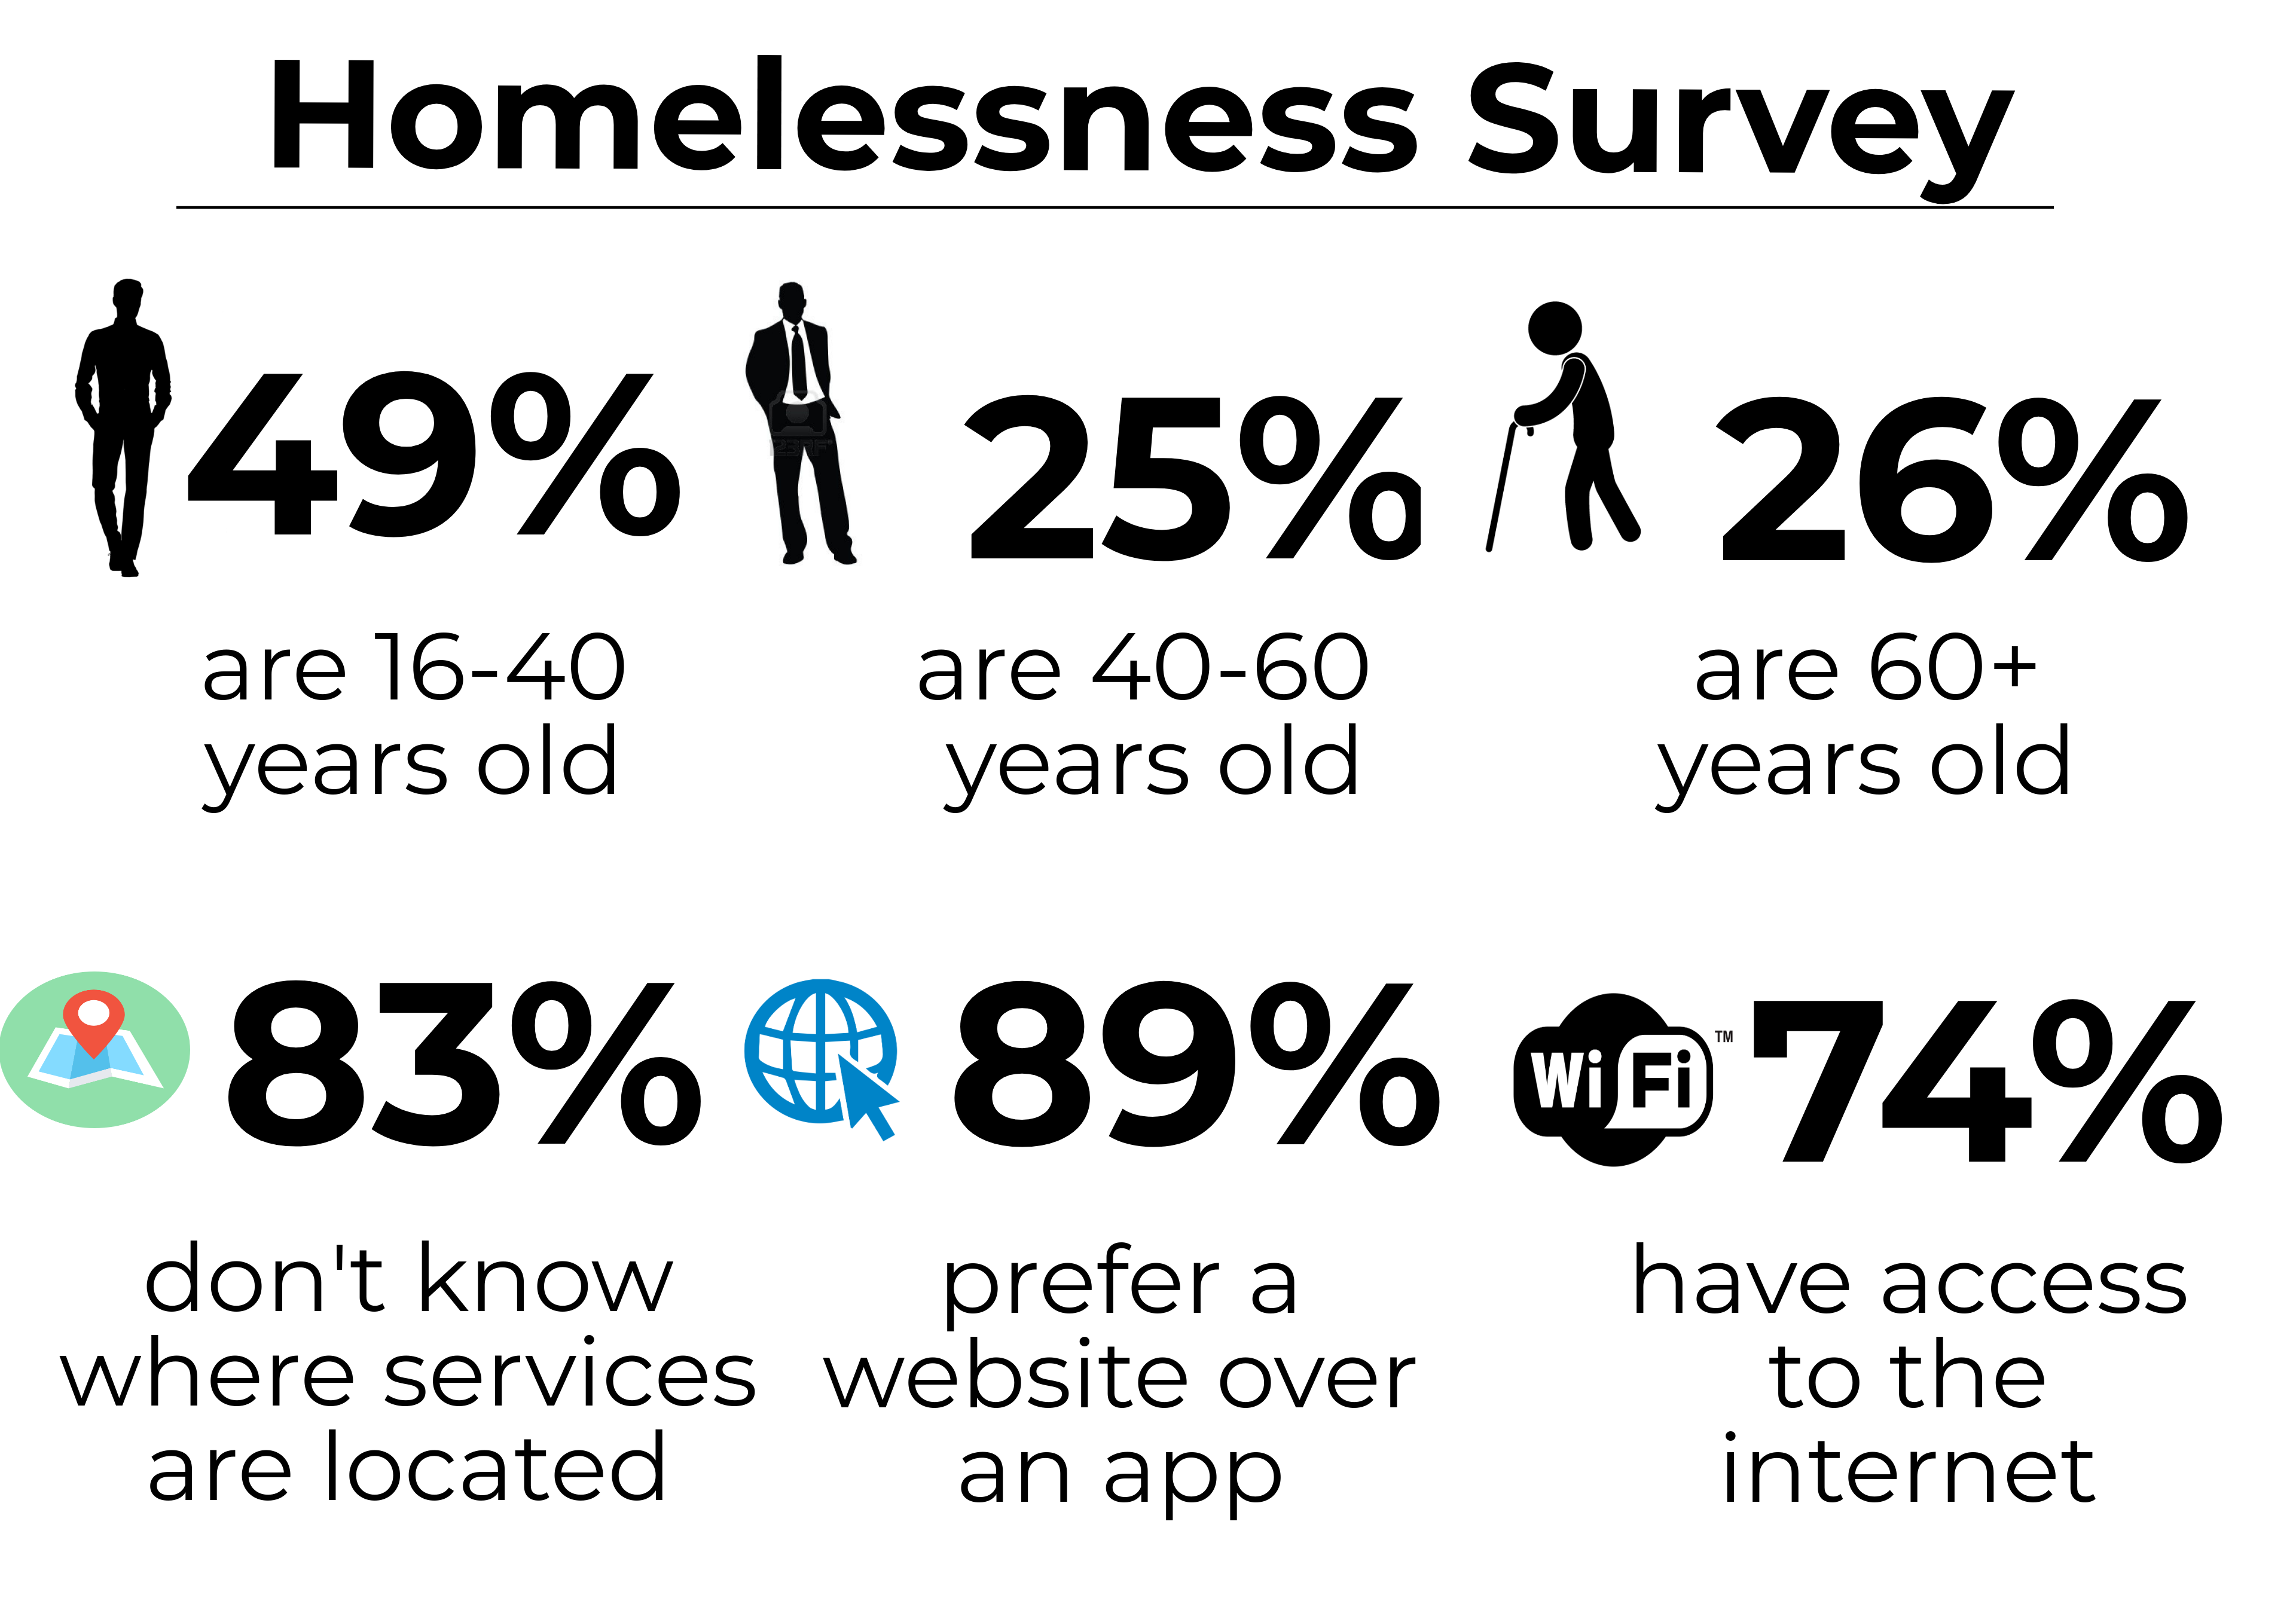 Homelessness Survey
49%
25%
26%
are 16-40
years old
are 40-60
years old
are 60+
years old
83%
89%
Wi Fi ™
74%
don't know
where services
are located
prefer a
website over
an app
have access
to the
internet